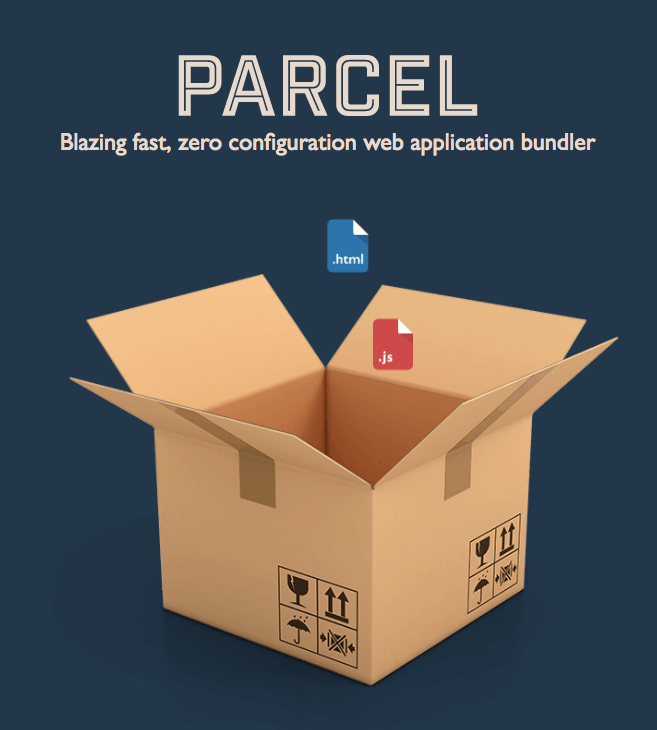 PARCEL
Blazing fast, zero configuration web application bundler
.html
.js